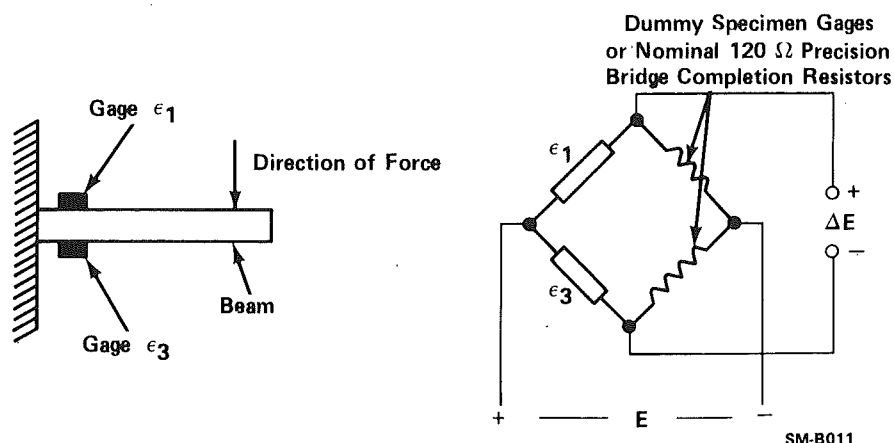 Dummy Specimen Gages
or Nominal 120 Ω Precision
Bridge Completion Resistors
Gage ϵ1
Direction of Force
Beam
Gage ϵ3
ϵ1
ϵ3
+
ΔE
−
+ E −
SM-B011